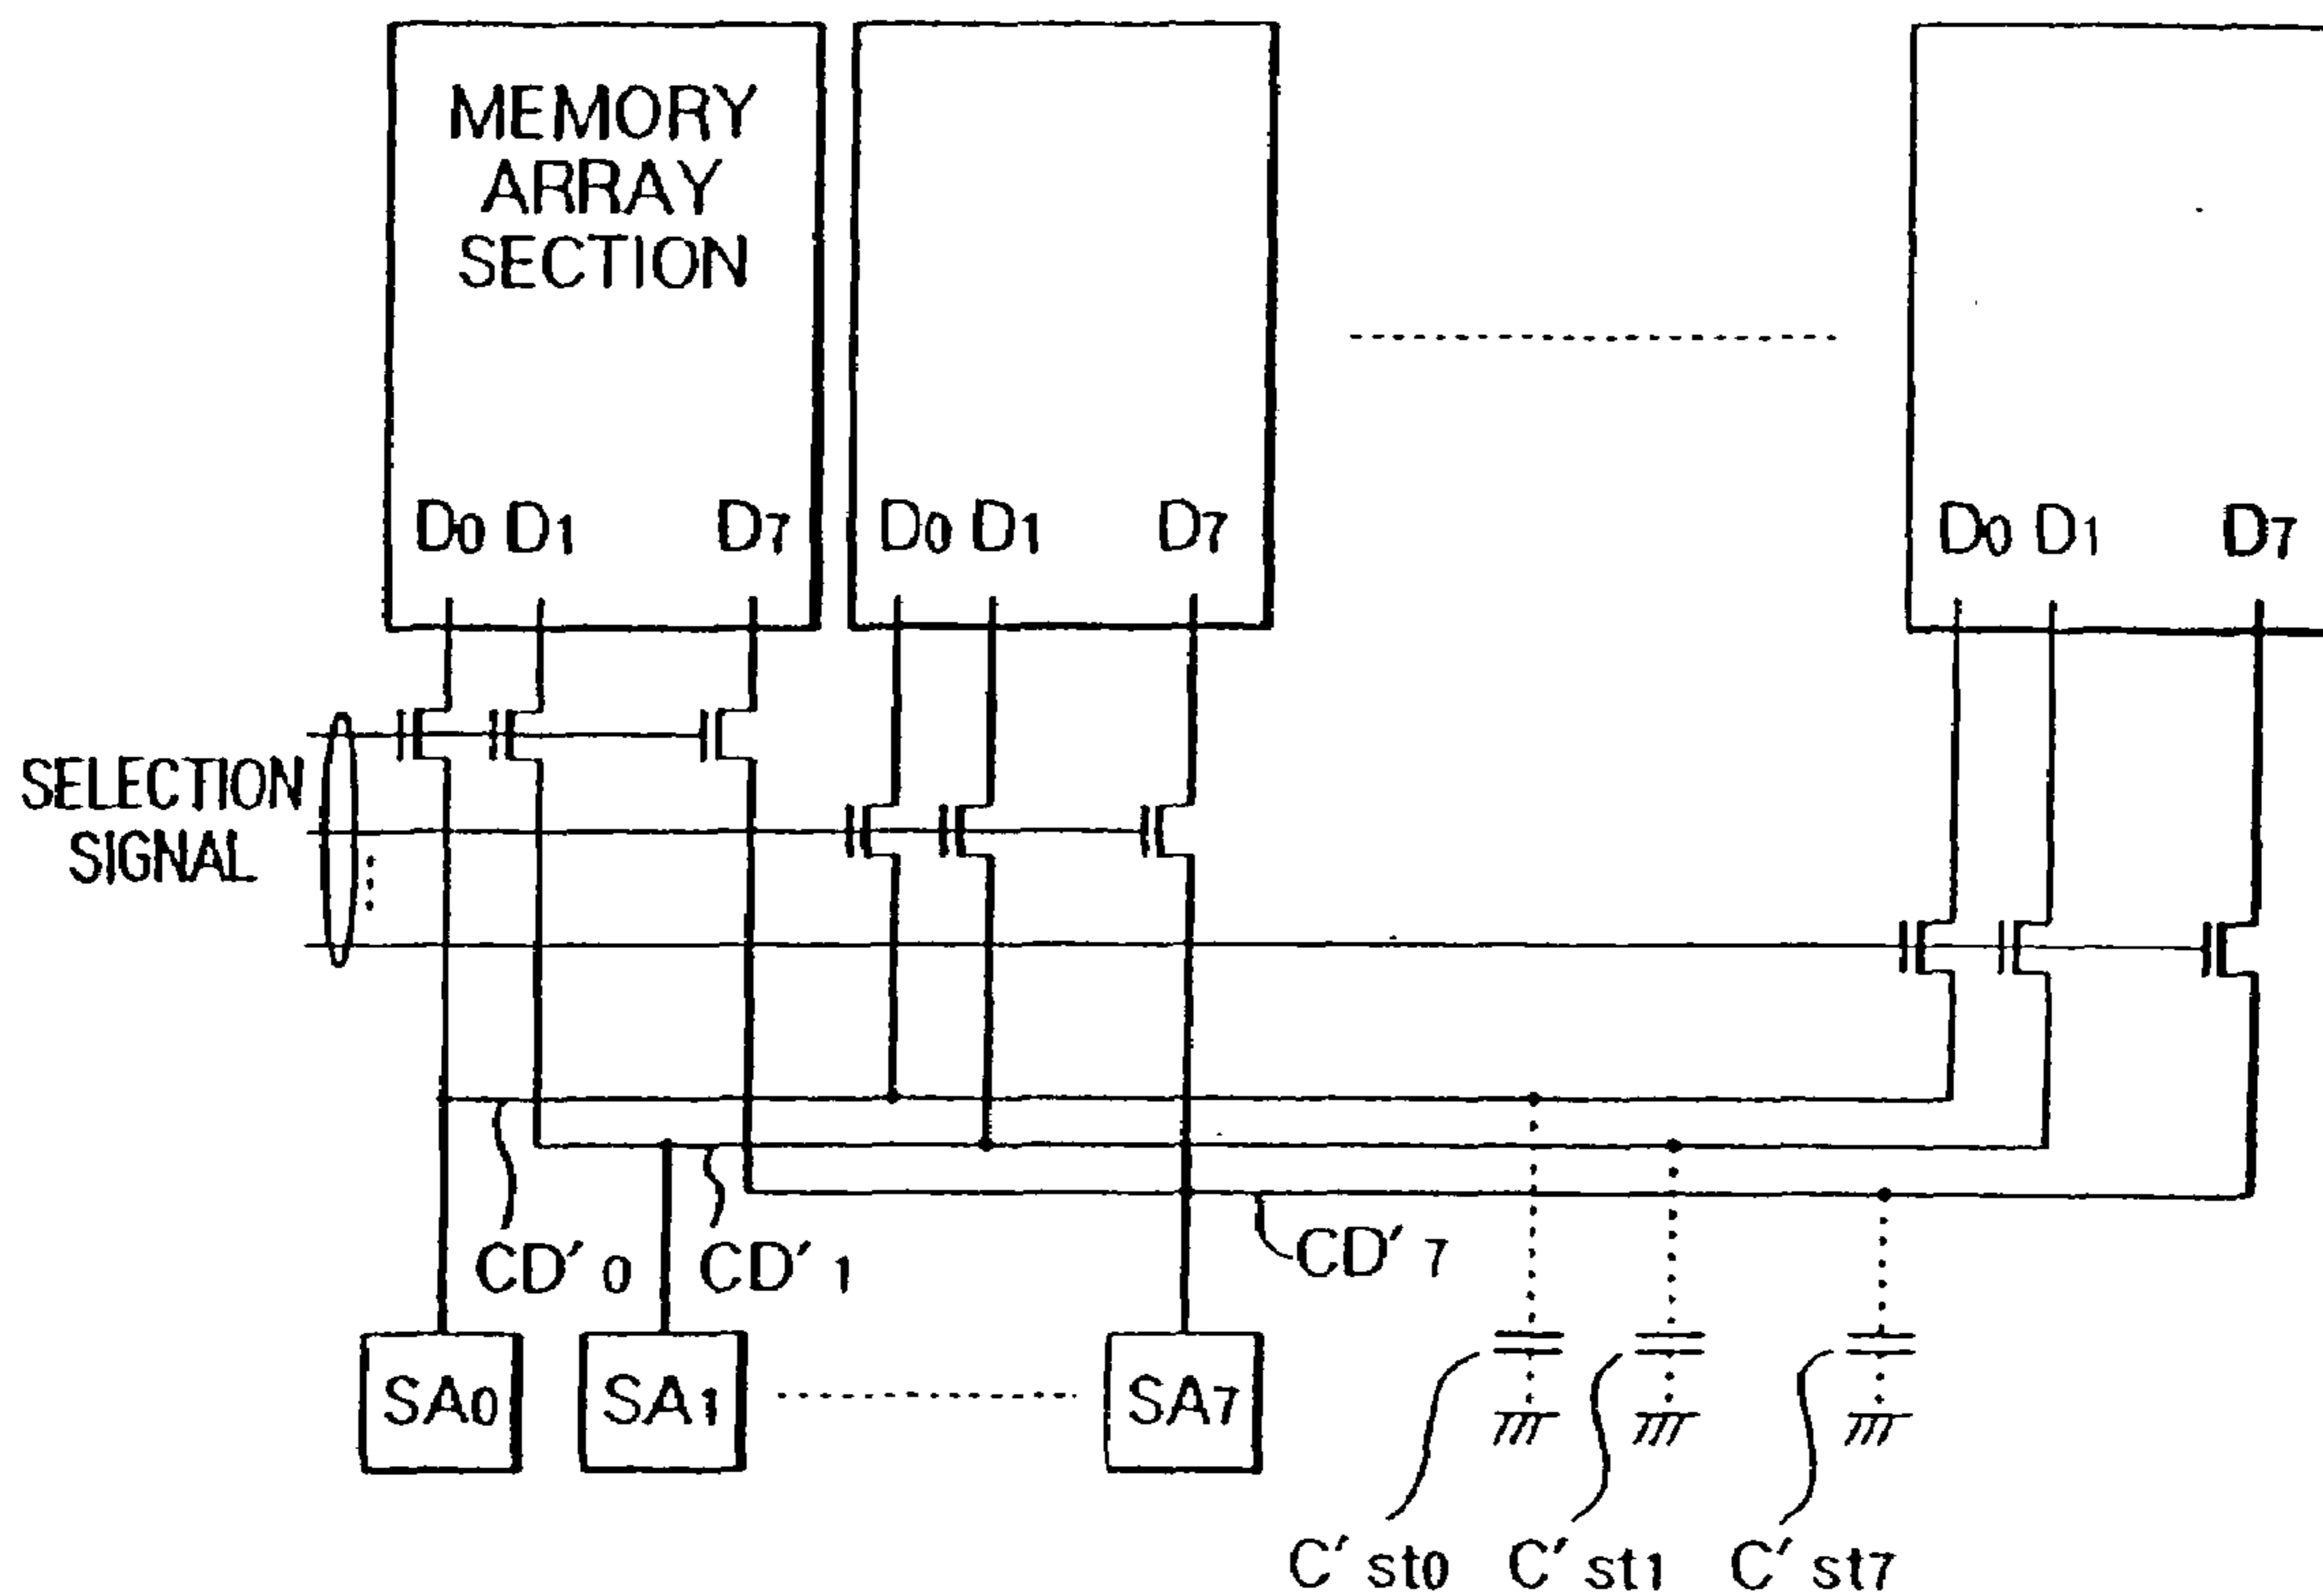 MEMORY
ARRAY
SECTION
D0 D1 D7
D0 D1 D7
D0 D1 D7
SELECTION
SIGNAL
CD'0
CD'1
CD'7
SA0
SA1
SA7
C'st0
C'st1
C'st7